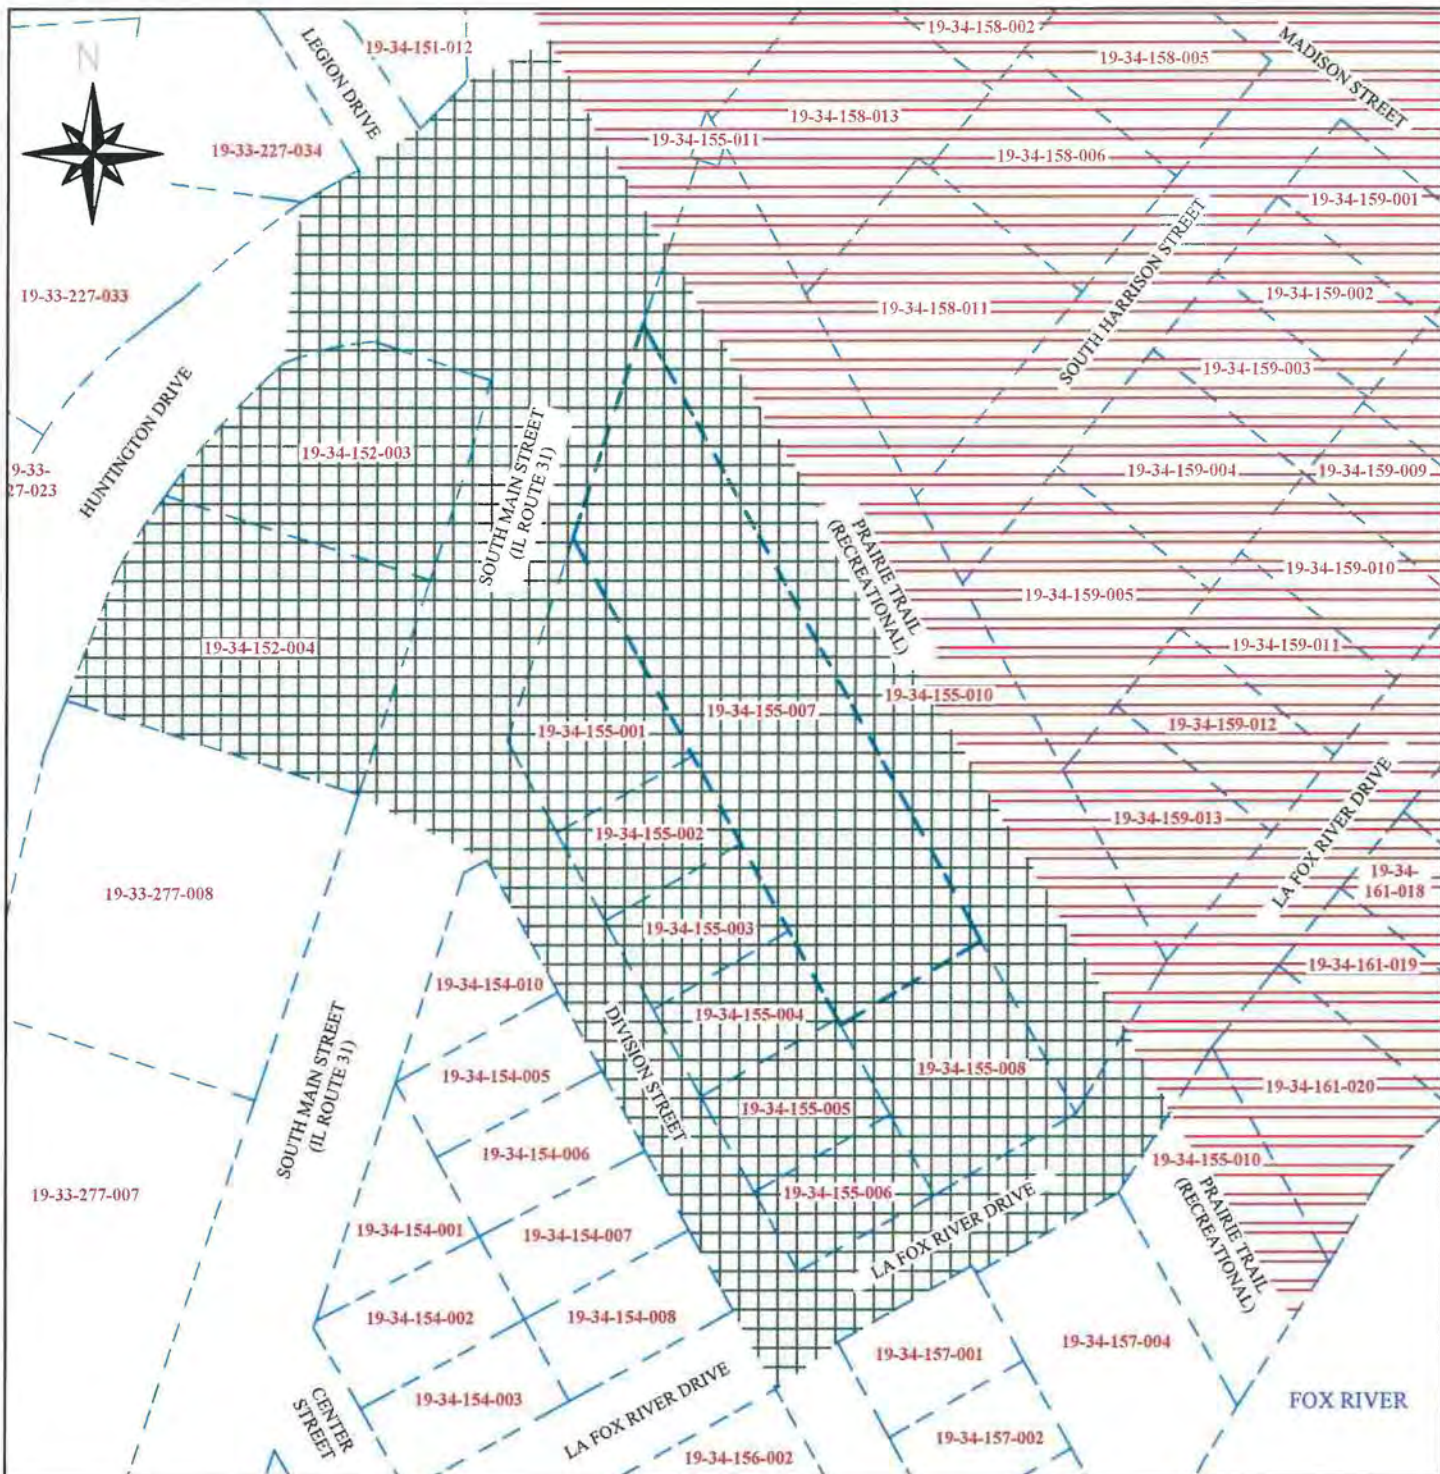 N
LEGION DRIVE
19-34-151-012
19-34-158-002
19-34-158-005
MADISON STREET
19-34-158-013
19-34-155-011
19-33-227-034
19-34-158-006
19-34-159-001
19-33-227-033
SOUTH HARRISON STREET
19-34-159-002
19-34-158-011
19-34-159-003
HUNTINGTON DRIVE
19-34-152-003
SOUTH MAIN STREET
(IL ROUTE 31)
9-33-
27-023
19-34-159-004
19-34-159-009
PRAIRIE TRAIL
(RECREATIONAL)
19-34-159-010
19-34-159-005
19-34-152-004
19-34-159-011
19-34-155-010
19-34-155-007
19-34-155-001
19-34-159-012
LA FOX RIVER DRIVE
19-34-155-002
19-34-159-013
19-34-
161-018
19-33-277-008
19-34-155-003
19-34-161-019
19-34-154-010
19-34-155-004
SOUTH MAIN STREET
(IL ROUTE 31)
DIVISION STREET
19-34-154-005
19-34-155-008
19-34-161-020
19-34-155-005
19-34-154-006
19-34-155-010
19-33-277-007
19-34-155-006
PRAIRIE TRAIL
(RECREATIONAL)
LA FOX RIVER DRIVE
19-34-154-001
19-34-154-007
19-34-154-002
19-34-154-008
19-34-157-001
19-34-157-004
19-34-154-003
LA FOX RIVER DRIVE
CENTER
STREET
FOX RIVER
19-34-157-002
19-34-156-002